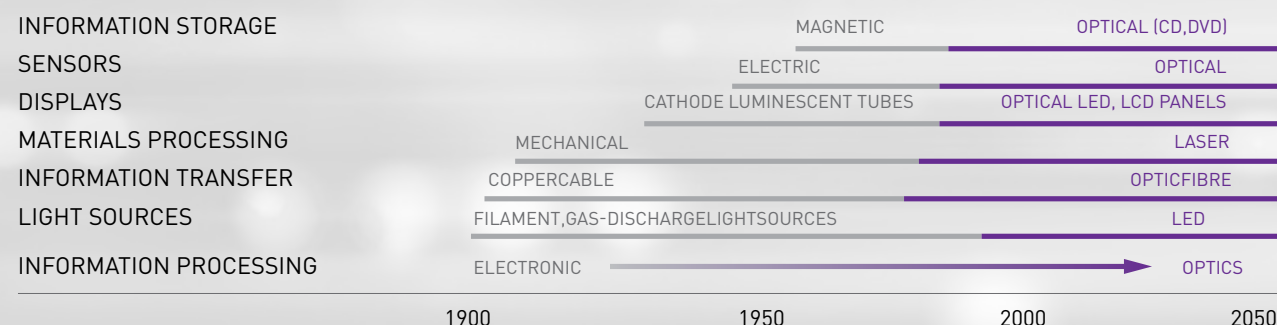 INFORMATION STORAGE MAGNETIC OPTICAL (CD,DVD)
SENSORS ELECTRIC OPTICAL
DISPLAYS CATHODE LUMINESCENT TUBES OPTICAL LED, LCD PANELS
MATERIALS PROCESSING MECHANICAL LASER
INFORMATION TRANSFER COPPERCABLE OPTICFIBRE
LIGHT SOURCES FILAMENT,GAS-DISCHARGELIGHTSOURCES LED
INFORMATION PROCESSING ELECTRONIC OPTICS
1900 1950 2000 2050